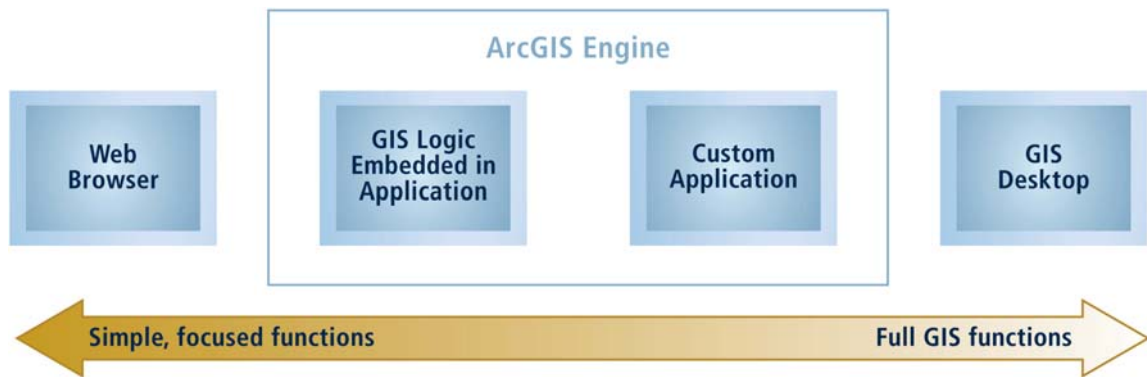 ArcGIS Engine
Web
Browser
GIS Logic
Embedded in
Application
Custom
Application
GIS
Desktop
Simple, focused functions
Full GIS functions